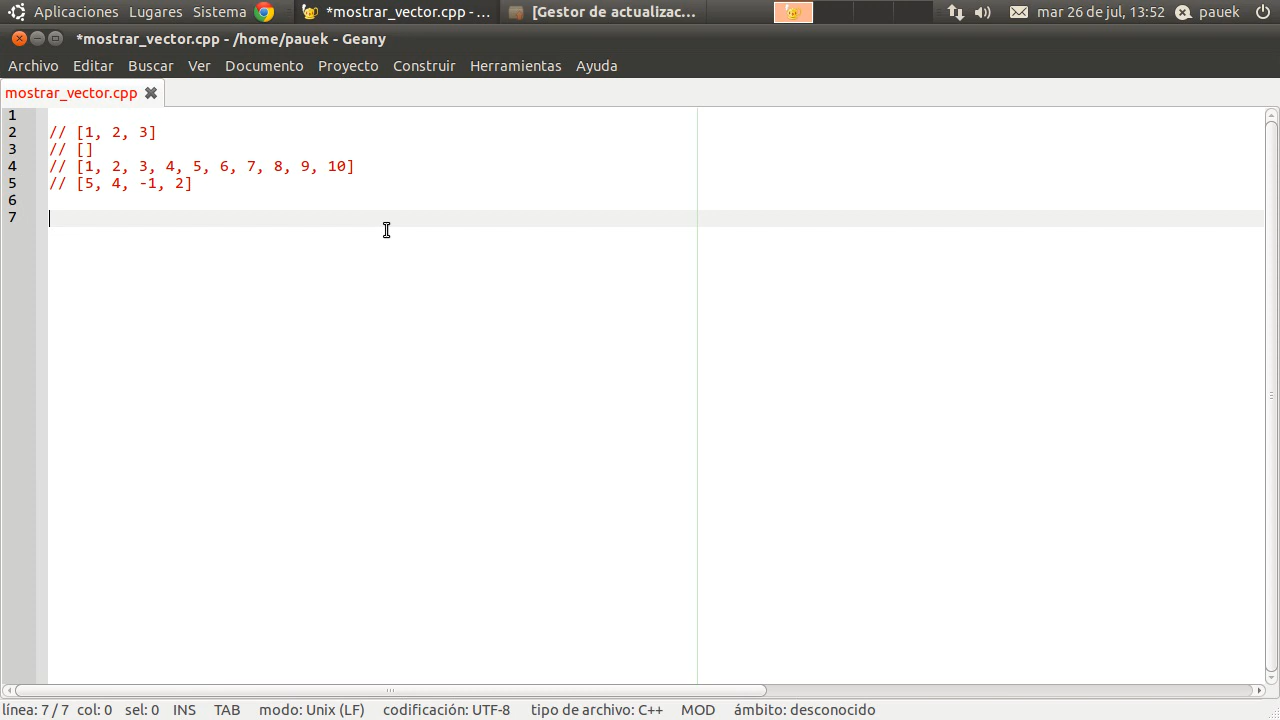 Aplicaciones Lugares Sistema *mostrar_vector.cpp - ... [Gestor de actualizac... mar 26 de jul, 13:52 pauek
*mostrar_vector.cpp - /home/pauek - Geany
Archivo Editar Buscar Ver Documento Proyecto Construir Herramientas Ayuda
mostrar_vector.cpp
1
2 // [1, 2, 3]
3 // []
4 // [1, 2, 3, 4, 5, 6, 7, 8, 9, 10]
5 // [5, 4, -1, 2]
6
7
línea: 7 / 7 col: 0 sel: 0 INS TAB modo: Unix (LF) codificación: UTF-8 tipo de archivo: C++ MOD ámbito: desconocido